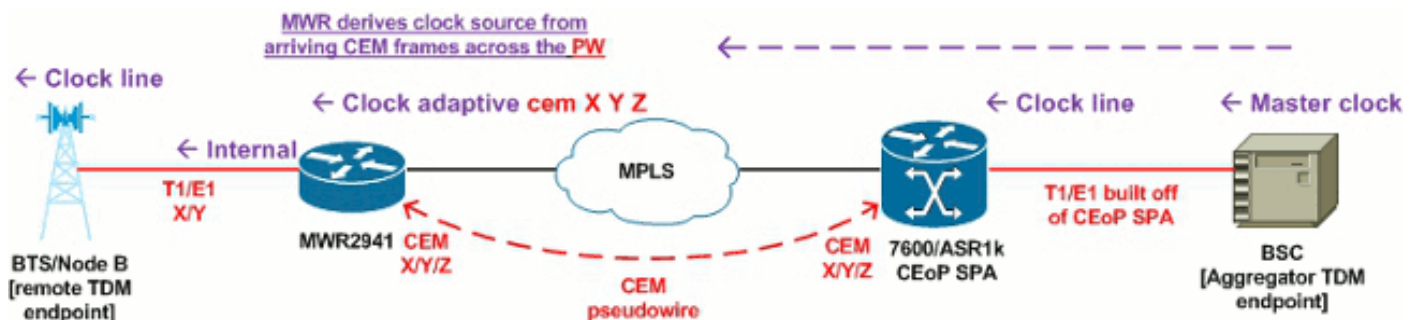 MWR derives clock source from
arriving CEM frames across the PW
← Clock line
← Clock adaptive cem X Y Z
← Clock line
← Master clock
← Internal
MPLS
T1/E1
X/Y
T1/E1 built off
of CEoP SPA
MWR2941
CEM
X/Y/Z
CEM
X/Y/Z
7600/ASR1k
CEoP SPA
BTS/Node B
[remote TDM
endpoint]
CEM
pseudowire
BSC
[Aggregator TDM
endpoint]